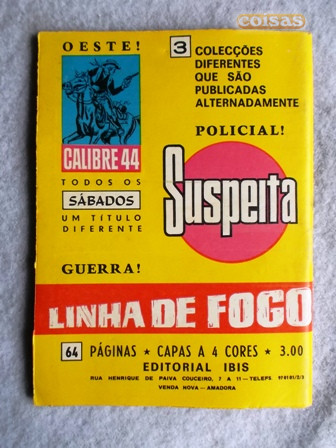 coisas
OESTE!
CALIBRE 44
TODOS OS
SÁBADOS
UM TÍTULO
DIFERENTE
3 COLECÇÕES
DIFERENTES
QUE SÃO
PUBLICADAS
ALTERNADAMENTE
POLICIAL!
Suspeita
GUERRA!
LINHA DE FOGO
64 PÁGINAS ★ CAPAS A 4 CORES ★ 3.00
EDITORIAL IBIS
RUA HENRIQUE DE PAIVA COUCEIRO, 7 A 11—TELEFS.
VENDA NOVA—AMADORA